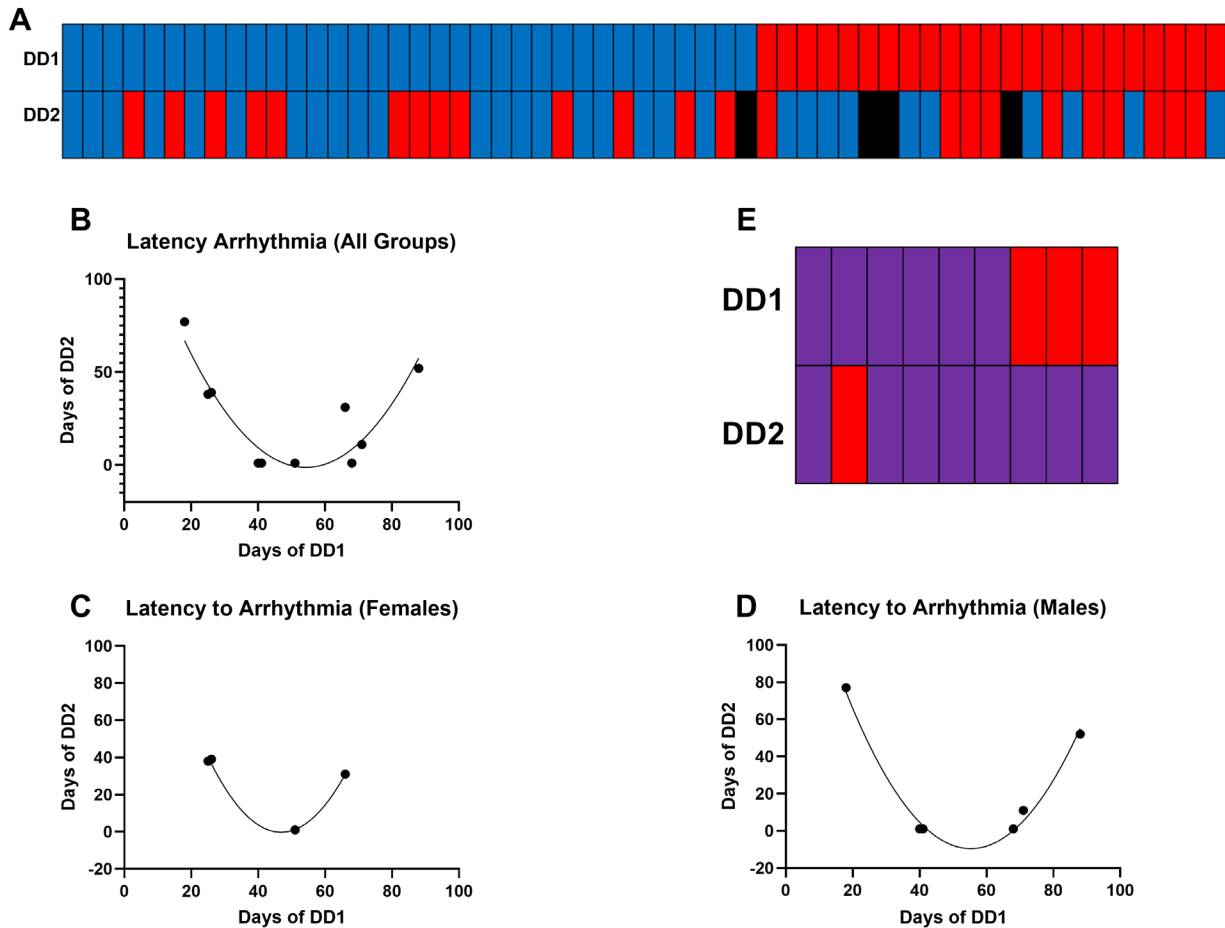 A
DD1
DD2
B
Latency Arrhythmia (All Groups)
100
50
0
Days of DD2
0 20 40 60 80 100
Days of DD1
E
DD1
DD2
C
Latency to Arrhythmia (Females)
100
80
60
40
20
0
-20
Days of DD2
0 20 40 60 80 100
Days of DD1
D
Latency to Arrhythmia (Males)
100
80
60
40
20
0
-20
Days of DD2
0 20 40 60 80 100
Days of DD1